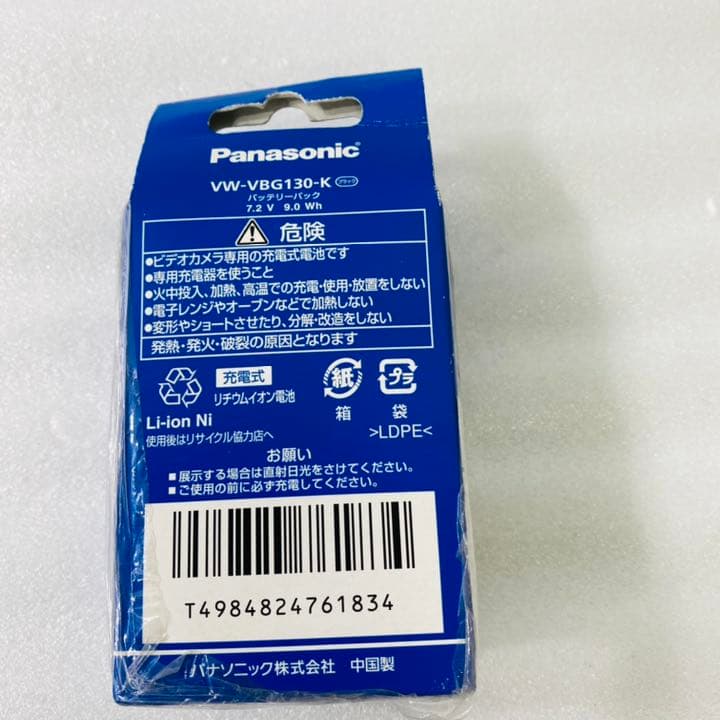 Panasonic
VW-VBG130-K ブラック
バッテリーパック
7.2 V 9.0 Wh
危険
●ビデオカメラ専用の充電式電池です
●専用充電器を使うこと
●火中投入、加熱、高温での充電・使用・放置をしない
●電子レンジやオーブンなどで加熱しない
●変形やショートさせたり、分解・改造をしない
発熱・発火・破裂の原因となります
充電式
リチウムイオン電池
紙
プラ
Li-ion Ni
箱
袋
使用後はリサイクル協力店へ
>LDPE<
お願い
■展示する場合は直射日光をさけてください。
■ご使用の前に必ず充電してください。
T4984824761834
パナソニック株式会社 中国製